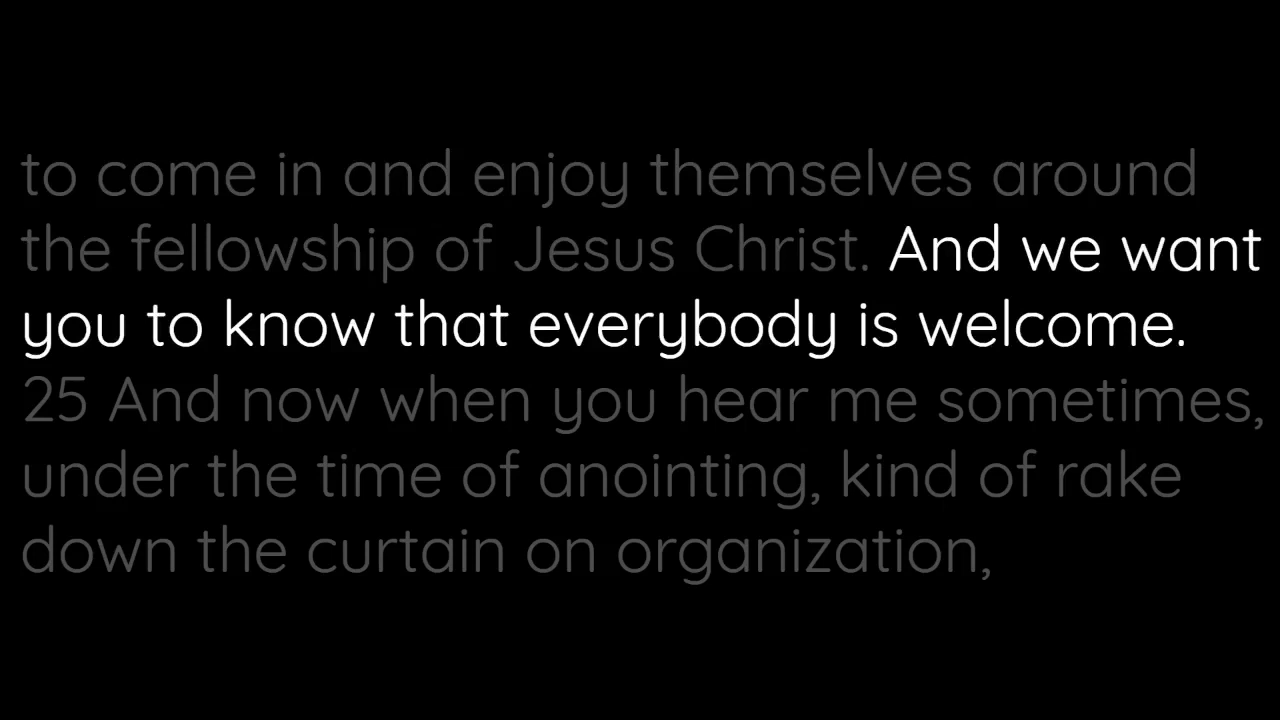 to come in and enjoy themselves around
the fellowship of Jesus Christ. And we want
you to know that everybody is welcome.
25 And now when you hear me sometimes,
under the time of anointing, kind of rake
down the curtain on organization,